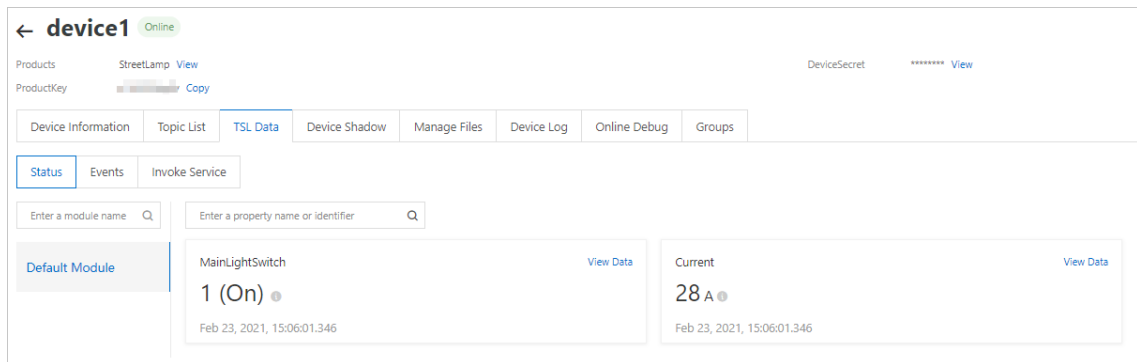 ← device1 Online
Products StreetLamp View DeviceSecret ******** View
ProductKey Copy
Device Information Topic List TSL Data Device Shadow Manage Files Device Log Online Debug Groups
Status Events Invoke Service
Enter a module name Enter a property name or identifier
Default Module
MainLightSwitch View Data Current View Data
1 (On) 28 A
Feb 23, 2021, 15:06:01.346 Feb 23, 2021, 15:06:01.346